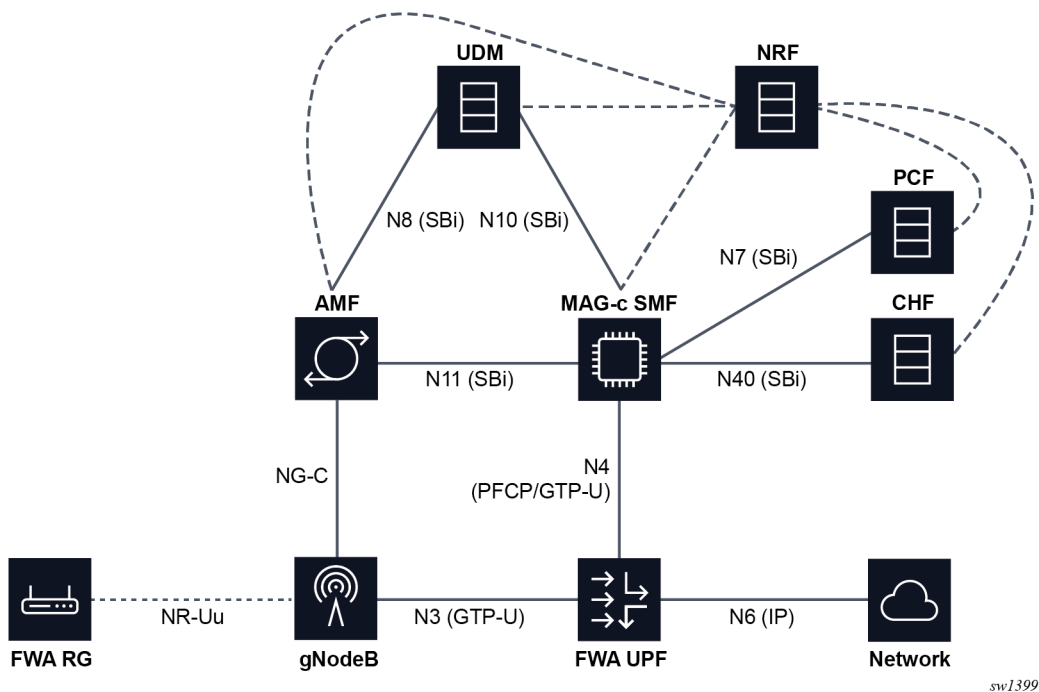 UDM
NRF
PCF
N8 (SBi)
N10 (SBi)
N7 (SBi)
AMF
MAG-c SMF
CHF
N11 (SBi)
N40 (SBi)
NG-C
N4
(PFCP/GTP-U)
NR-Uu
N3 (GTP-U)
N6 (IP)
FWA RG
gNodeB
FWA UPF
Network
sw1399